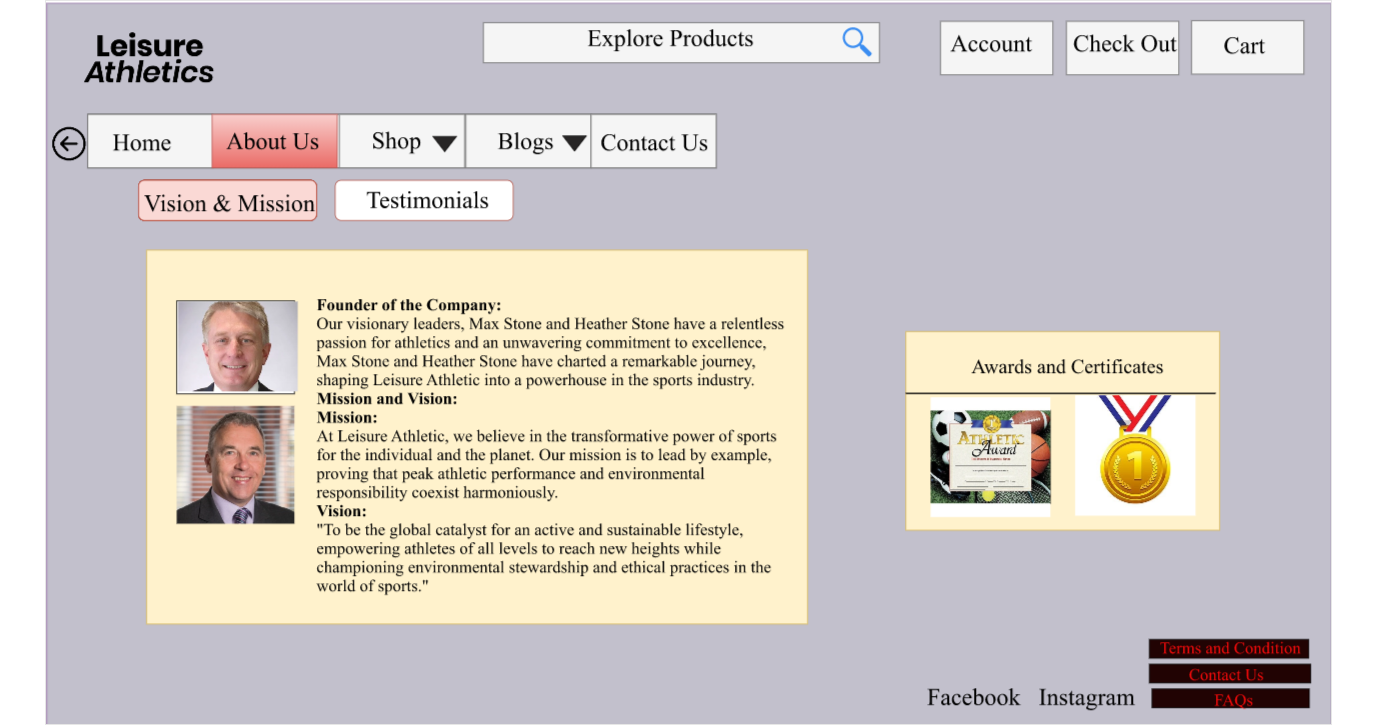 Leisure
Athletics
Explore Products
Account
Check Out
Cart
Home
About Us
Shop
Blogs
Contact Us
Vision & Mission
Testimonials
Founder of the Company:
Our visionary leaders, Max Stone and Heather Stone have a relentless
passion for athletics and an unwavering commitment to excellence,
Max Stone and Heather Stone have charted a remarkable journey,
shaping Leisure Athletic into a powerhouse in the sports industry.
Mission and Vision:
Mission:
At Leisure Athletic, we believe in the transformative power of sports
for the individual and the planet. Our mission is to lead by example,
proving that peak athletic performance and environmental
responsibility coexist harmoniously.
Vision:
"To be the global catalyst for an active and sustainable lifestyle,
empowering athletes of all levels to reach new heights while
championing environmental stewardship and ethical practices in the
world of sports."
Awards and Certificates
ATHLETIC
Award
1
Terms and Condition
Contact Us
FAQs
Facebook
Instagram